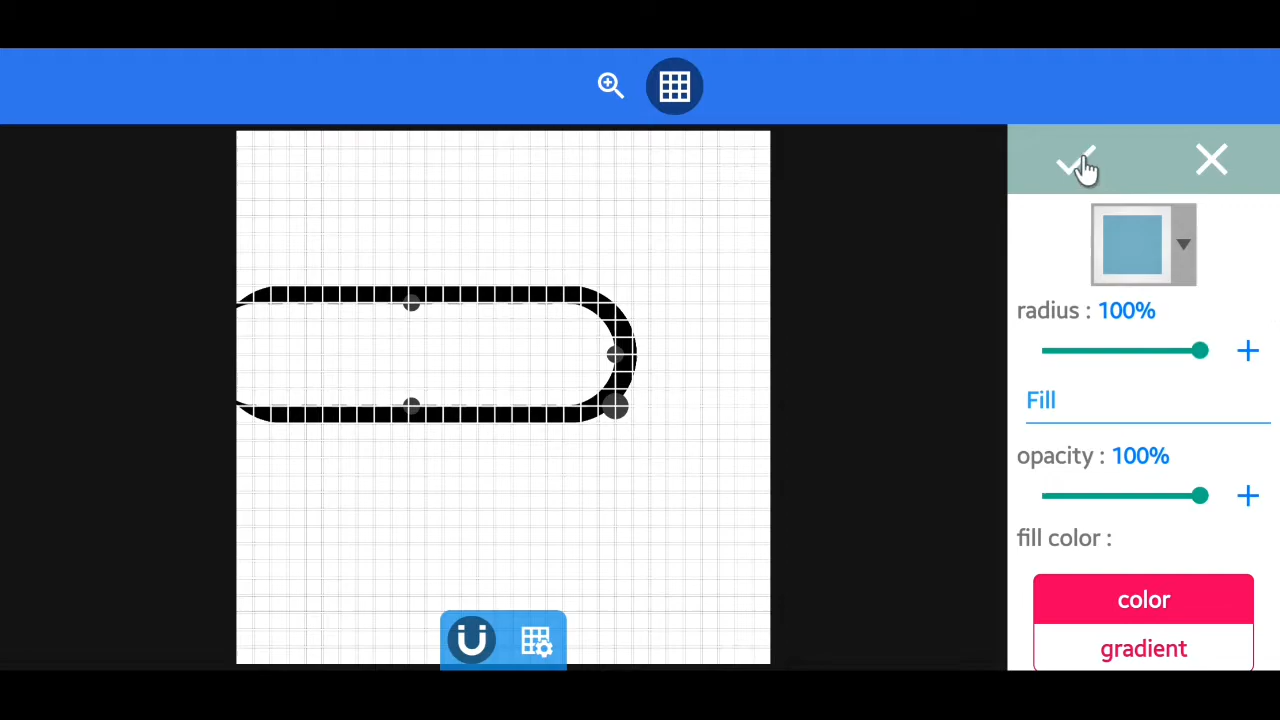 radius : 100%
Fill
opacity : 100%
fill color :
color
gradient